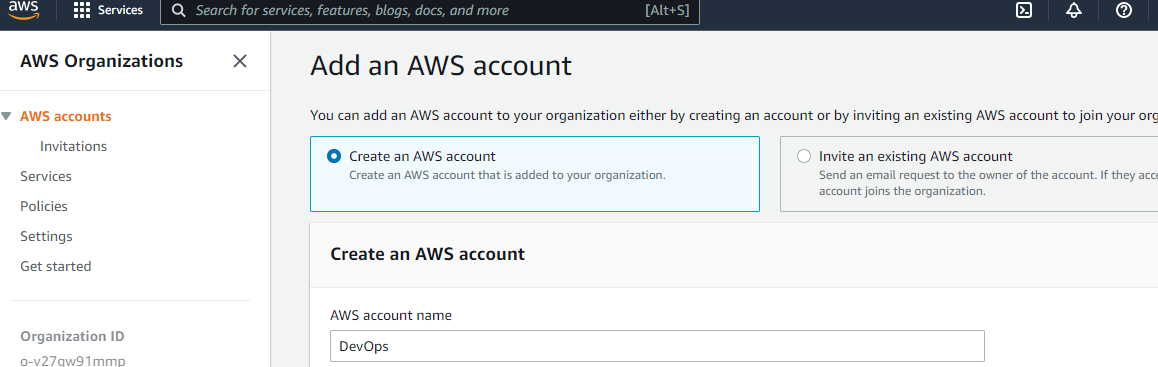 aws
Services
Search for services, features, blogs, docs, and more
[Alt+S]
AWS Organizations
AWS accounts
Invitations
Services
Policies
Settings
Get started
Organization ID
o-v27qw91mmp
Add an AWS account
You can add an AWS account to your organization either by creating an account or by inviting an existing AWS account to join your org
Create an AWS account
Create an AWS account that is added to your organization.
Invite an existing AWS account
Send an email request to the owner of the account. If they acce
account joins the organization.
Create an AWS account
AWS account name
DevOps